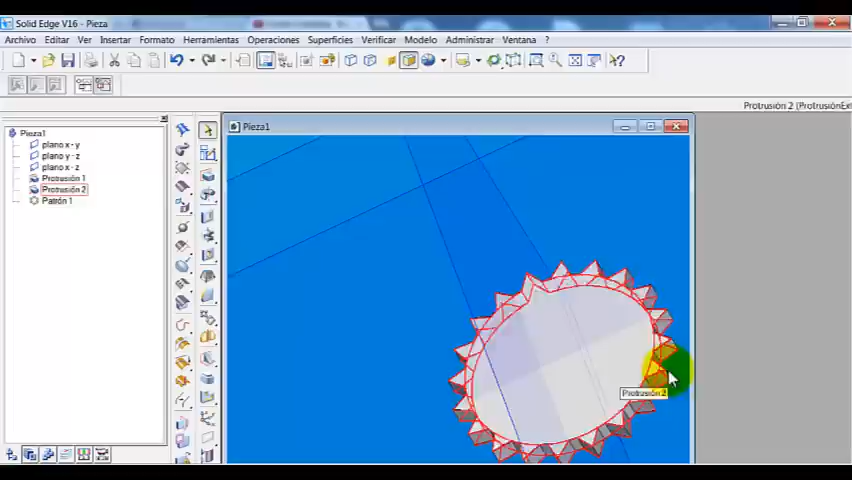 Solid Edge V16 - Pieza
Archivo Editar Ver Insertar Formato Herramientas Operaciones Superficies Verificar Modelo Administrar Ventana ?
Protrusión 2 (ProtrusiónExt
Pieza1
plano x - y
plano y - z
plano x - z
Protrusión 1
Protrusión 2
Patrón 1
Pieza1
Protrusión 2